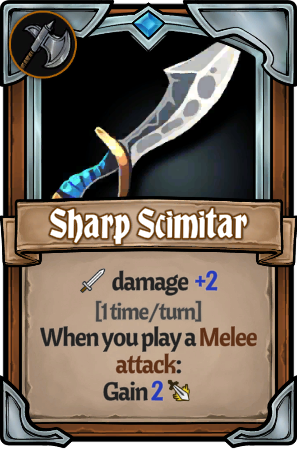 Sharp Scimitar
damage +2
[1 time/turn]
When you play a Melee
attack:
Gain 2